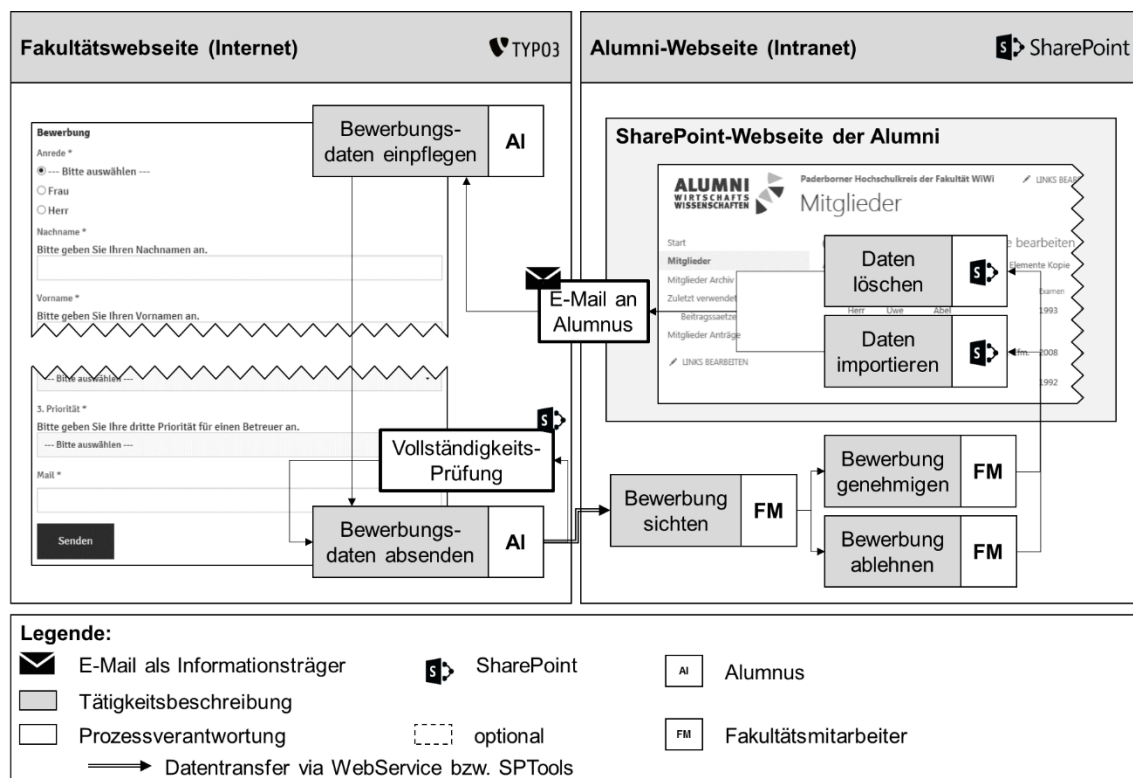 Fakultätswebseite (Internet)
TYPO3
Bewerbung
Anrede *
--- Bitte auswählen ---
Frau
Herr
Nachname *
Bitte geben Sie Ihren Nachnamen an.
Vorname *
Bitte geben Sie Ihren Vornamen an.
--- Bitte auswählen ---
3. Priorität *
Bitte geben Sie Ihre dritte Priorität für einen Betreuer an.
--- Bitte auswählen ---
Mail *
Senden
Bewerbungs-
daten einpflegen
AI
E-Mail an
Alumnus
Vollständigkeits-
Prüfung
Bewerbungs-
daten absenden
AI
Alumni-Webseite (Intranet)
SharePoint
SharePoint-Webseite der Alumni
ALUMNI
WIRTSCHAFTS
WISSENSCHAFTEN
Paderborner Hochschulkreis der Fakultät WiWi
LINKS BEAR
Mitglieder
Start
Mitglieder
Mitglieder Archiv
Zuletzt verwendet
Beitragssaetze
Mitglieder Anträge
LINKS BEARBEITEN
e bearbeiten
Elemente Kopie
Examen
Herr Uwe Abel
1993
fm. 2008
1992
Daten
löschen
Daten
importieren
Bewerbung
sichten
FM
Bewerbung
genehmigen
FM
Bewerbung
ablehnen
FM
Legende:
E-Mail als Informationsträger
SharePoint
AI
Alumnus
Tätigkeitsbeschreibung
Prozessverantwortung
optional
FM
Fakultätsmitarbeiter
Datentransfer via WebService bzw. SPTools